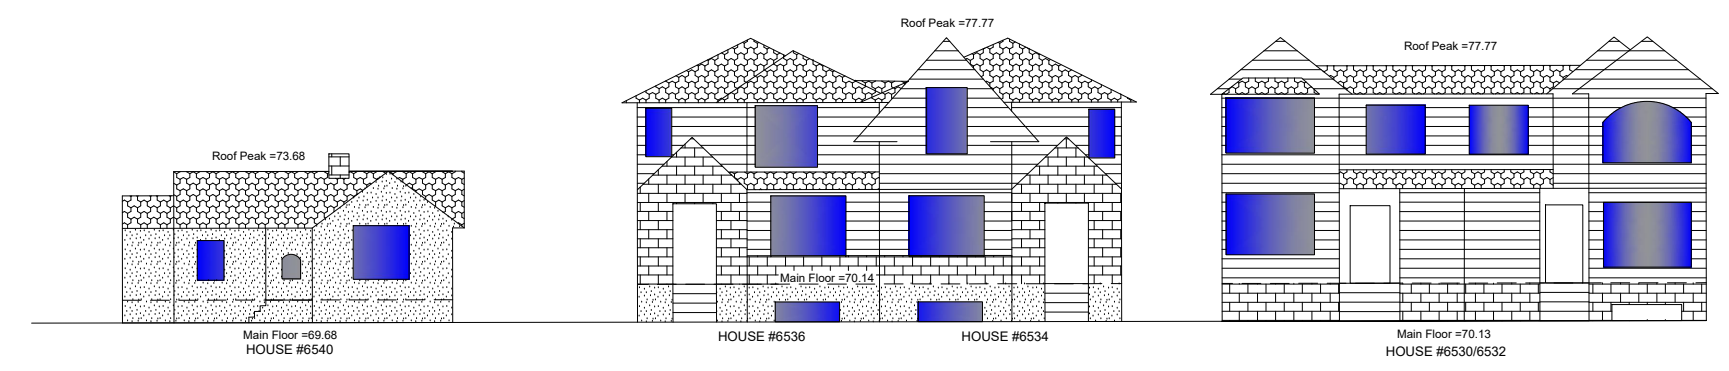 Roof Peak =73.68
Main Floor =69.68
HOUSE #6540
Roof Peak =77.77
Main Floor =70.14
HOUSE #6536
HOUSE #6534
Roof Peak =77.77
Main Floor =70.13
HOUSE #6530/6532